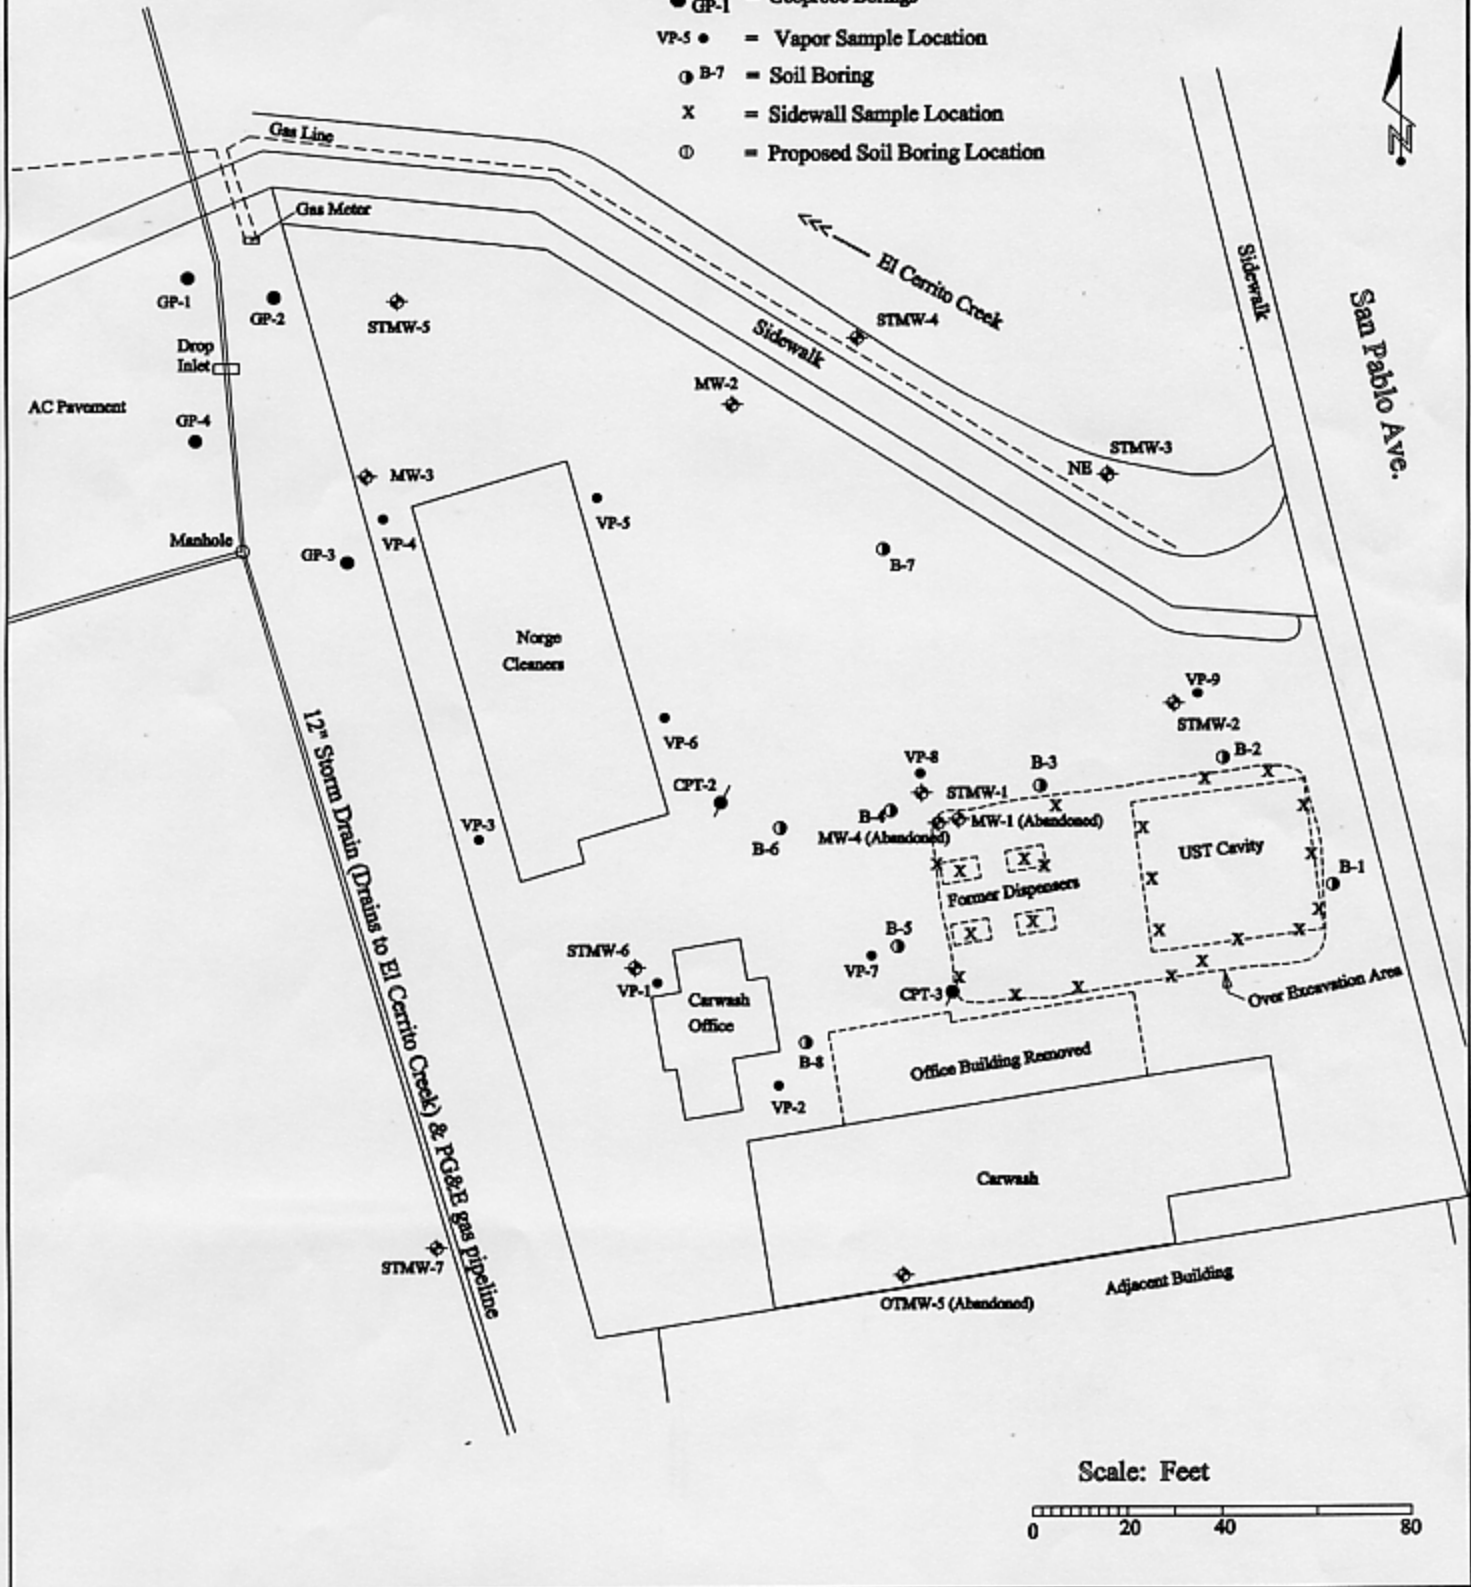 GP-1 = Geoprobe Borings
VP-5 = Vapor Sample Location
B-7 = Soil Boring
X = Sidewall Sample Location
= Proposed Soil Boring Location
N
Gas Line
Gas Meter
El Cerrito Creek
Sidewalk
San Pablo Ave.
GP-1
GP-2
STMW-5
STMW-4
Sidewalk
Drop
Inlet
MW-2
AC Pavement
GP-4
STMW-3
NE
MW-3
VP-5
VP-4
Manhole
GP-3
B-7
Norge
Cleaners
VP-9
STMW-2
12" Storm Drain (Drains to El Cerrito Creek) & PG&E gas pipeline
VP-6
B-2
VP-8
B-3
CPT-2
STMW-1
B-4
MW-1 (Abandoned)
MW-4 (Abandoned)
VP-3
B-6
UST Cavity
B-1
Former Dispensers
B-5
STMW-6
VP-7
VP-1
CPT-3
Carwash
Office
Over Excavation Area
B-8
Office Building Removed
VP-2
Carwash
STMW-7
Adjacent Building
OTMW-5 (Abandoned)
Scale: Feet
0 20 40 80